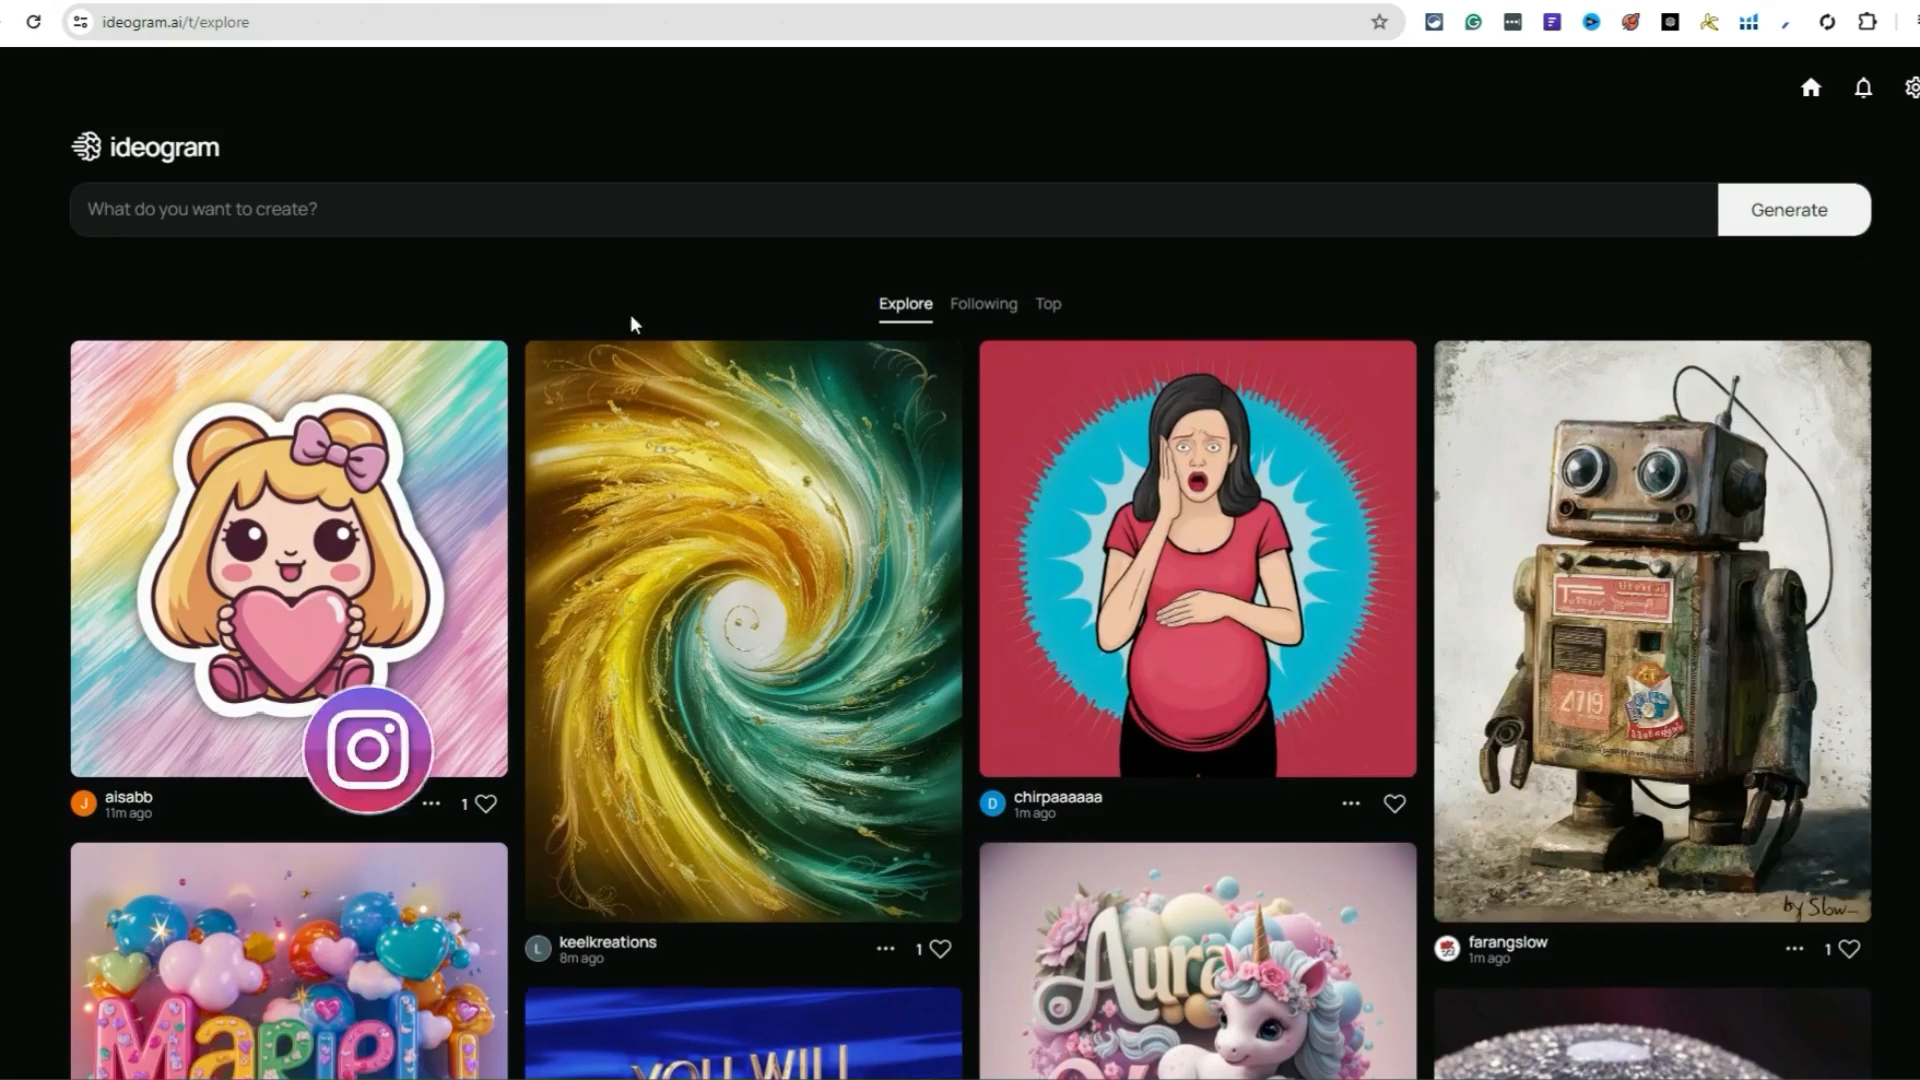 ideogram.ai/t/explore
ideogram
What do you want to create?
Generate
Explore
Following
Top
4719
by Slow
J
aisabb
11m ago
1
D
chirpaaaaaa
1m ago
L
keelkreations
8m ago
1
farangslow
1m ago
1
Mariel
Aura
YOU WILL